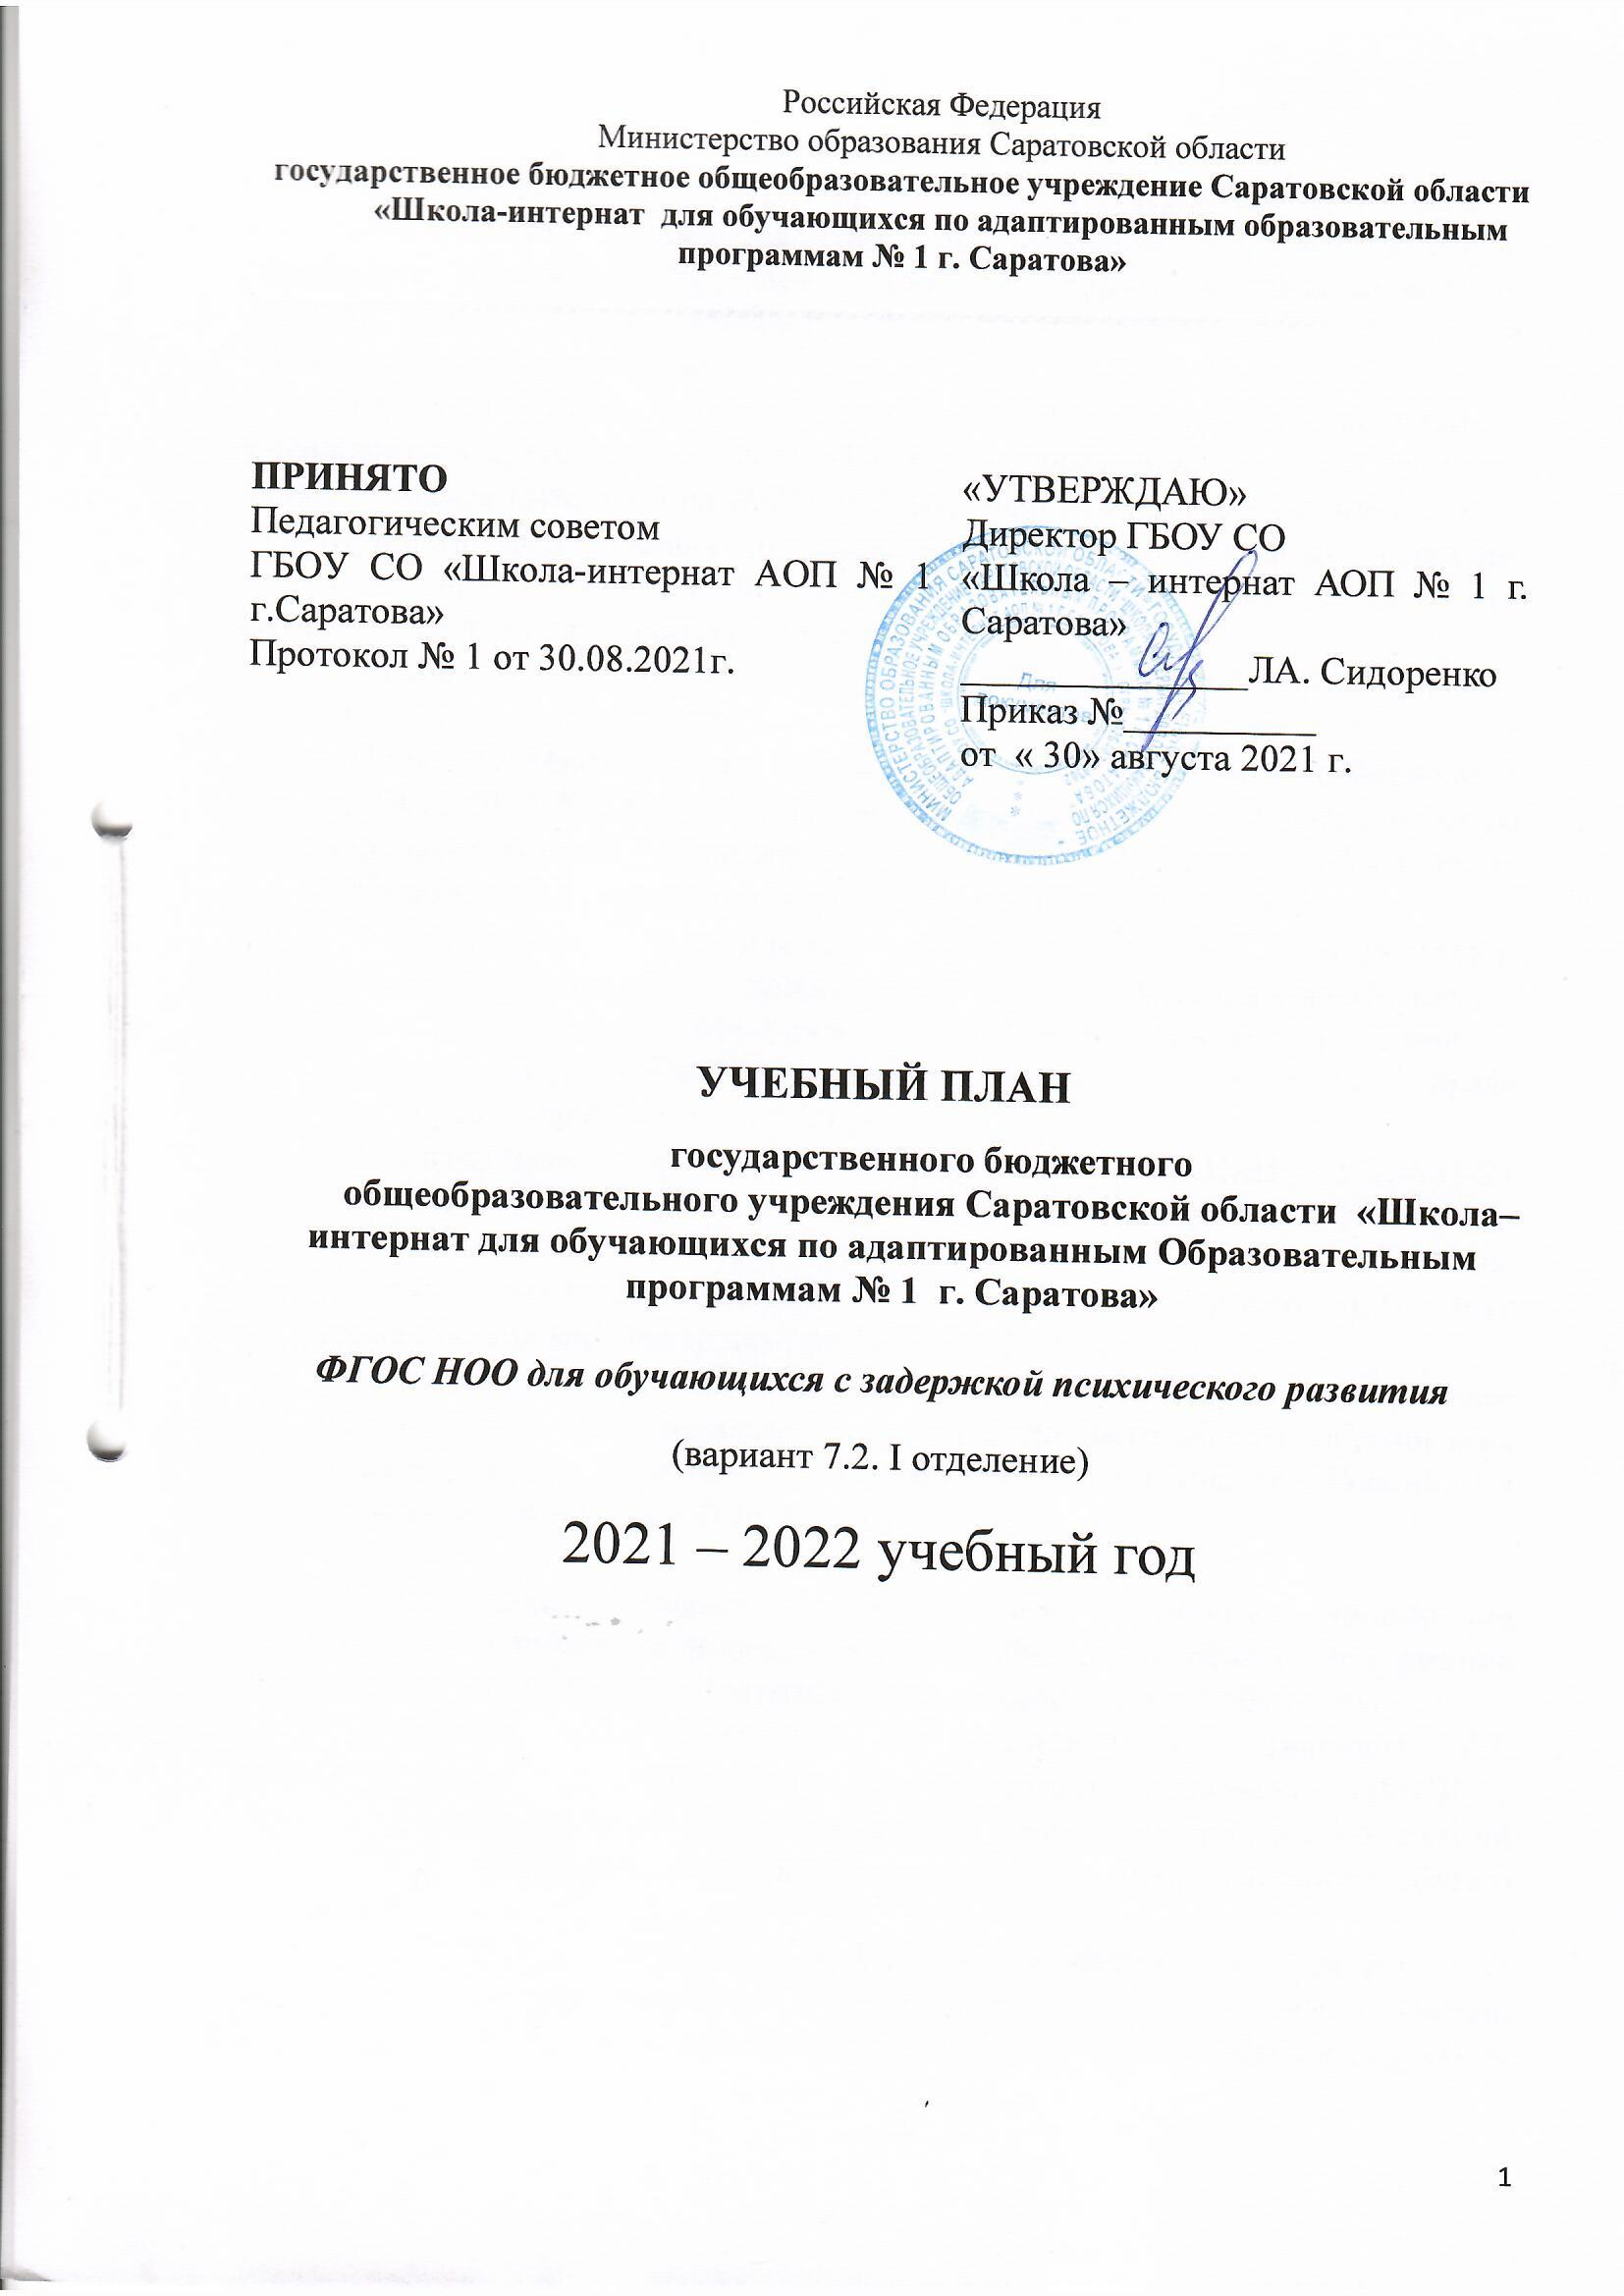 Российская Федерация
Министерство образования Саратовской области
государственное бюджетное общеобразовательное учреждение Саратовской области
«Школа-интернат для обучающихся по адаптированным образовательным
программам № 1 г. Саратова»
ПРИНЯТО
Педагогическим советом
ГБОУ СО «Школа-интернат АОП № 1
г.Саратова»
Протокол № 1 от 30.08.2021г.
«УТВЕРЖДАЮ»
Директор ГБОУ СО
«Школа – интернат АОП № 1 г.
Саратова»
_______________ЛА. Сидоренко
Приказ №__________
от « 30» августа 2021 г.
Для
документов
УЧЕБНЫЙ ПЛАН
государственного бюджетного
общеобразовательного учреждения Саратовской области «Школа–
интернат для обучающихся по адаптированным Образовательным
программам № 1 г. Саратова»
ФГОС НОО для обучающихся с задержкой психического развития
(вариант 7.2. I отделение)
2021 – 2022 учебный год
1